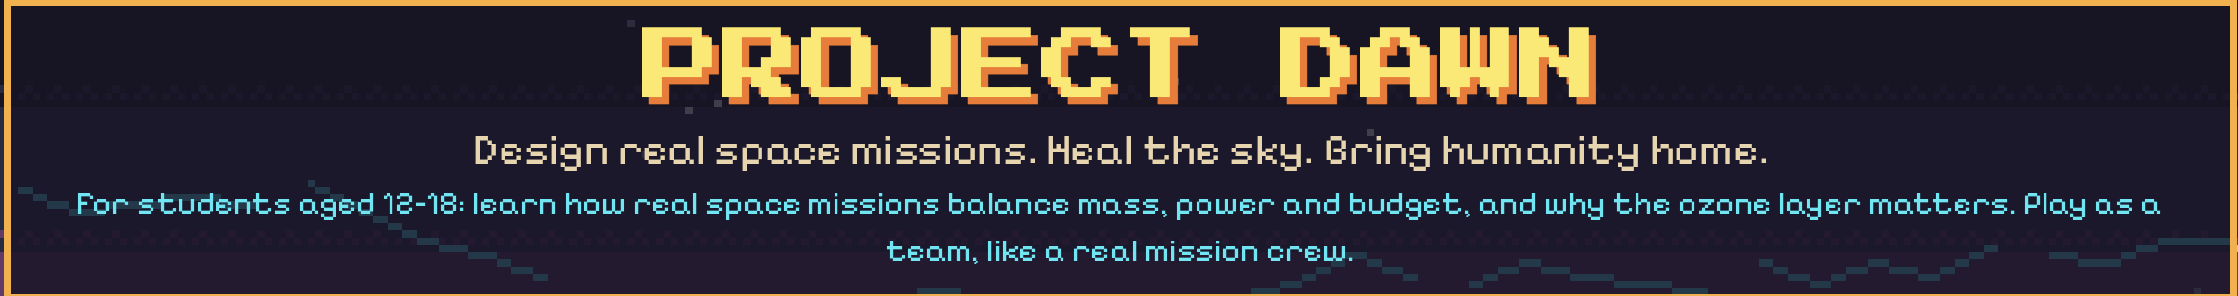 PROJECT DAWN
Design real space missions. Heal the sky. Bring humanity home.
For students aged 12-18: learn how real space missions balance mass, power and budget, and why the ozone layer matters. Play as a
team, like a real mission crew.